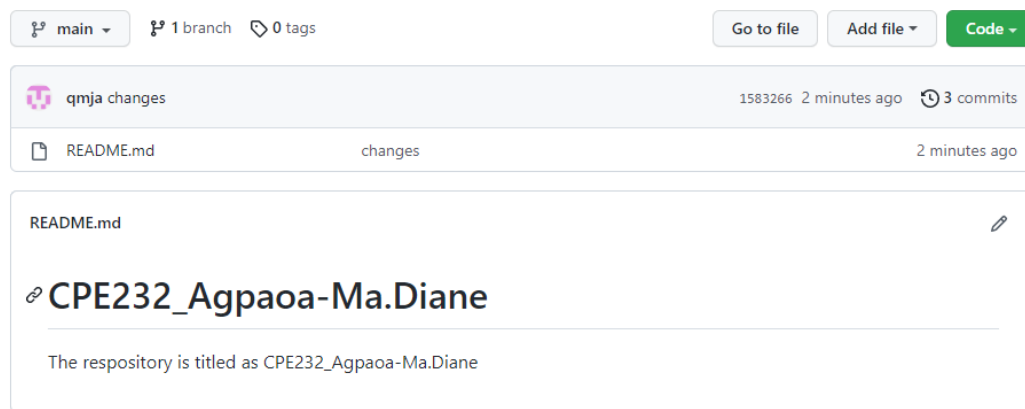 main 1 branch 0 tags Go to file Add file Code
qmja changes 1583266 2 minutes ago 3 commits
README.md changes 2 minutes ago
README.md
CPE232_Agpaoa-Ma.Diane
The respository is titled as CPE232_Agpaoa-Ma.Diane